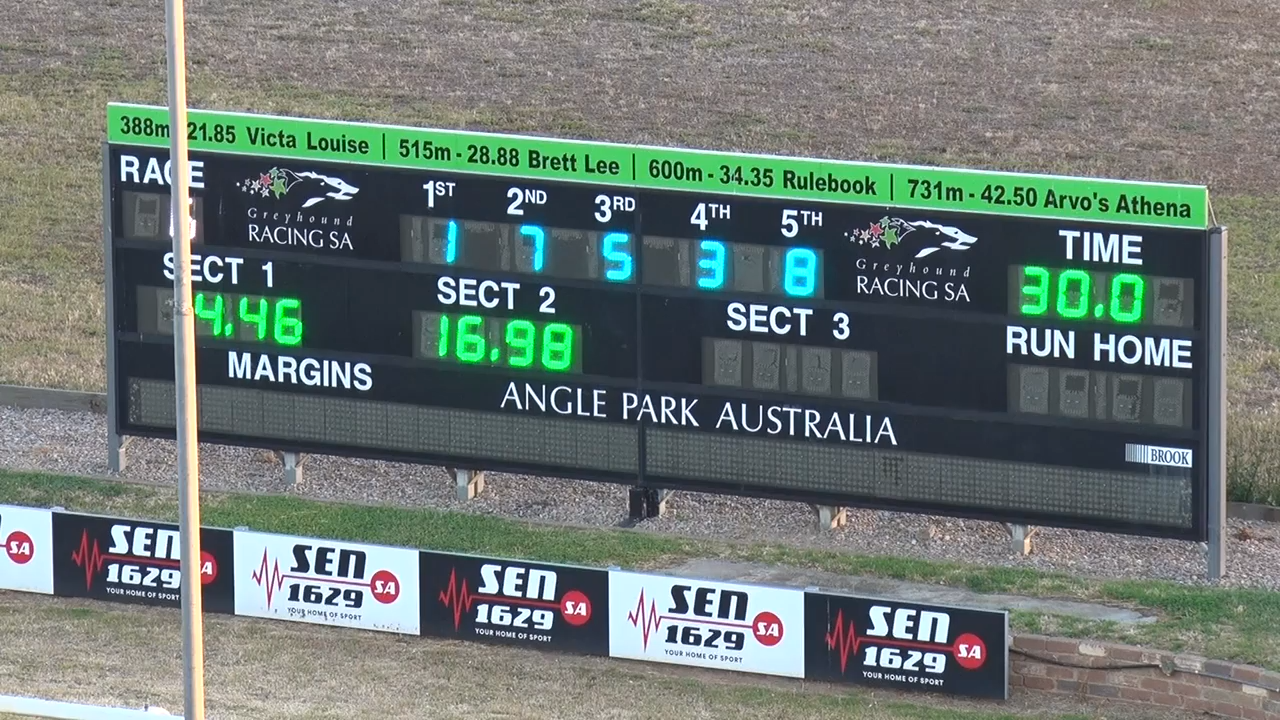 388m 21.85 Victa Louise | 515m - 28.88 Brett Lee | 600m - 34.35 Rulebook | 731m - 42.50 Arvo's Athena
RACE
Greyhound
RACING SA
1ST 2ND 3RD 4TH 5TH
1 7 5 3 8
Greyhound
RACING SA
TIME
30.0
SECT 1
4.46
SECT 2
16.98
SECT 3
RUN HOME
MARGINS
ANGLE PARK AUSTRALIA
BROOK
SA
SEN
1629
SA
SEN
1629
SA
YOUR HOME OF SPORT
SEN
1629
SA
YOUR HOME OF SPORT
SEN
1629
SA
YOUR HOME OF SPORT
SEN
1629
SA
YOUR HOME OF SPORT